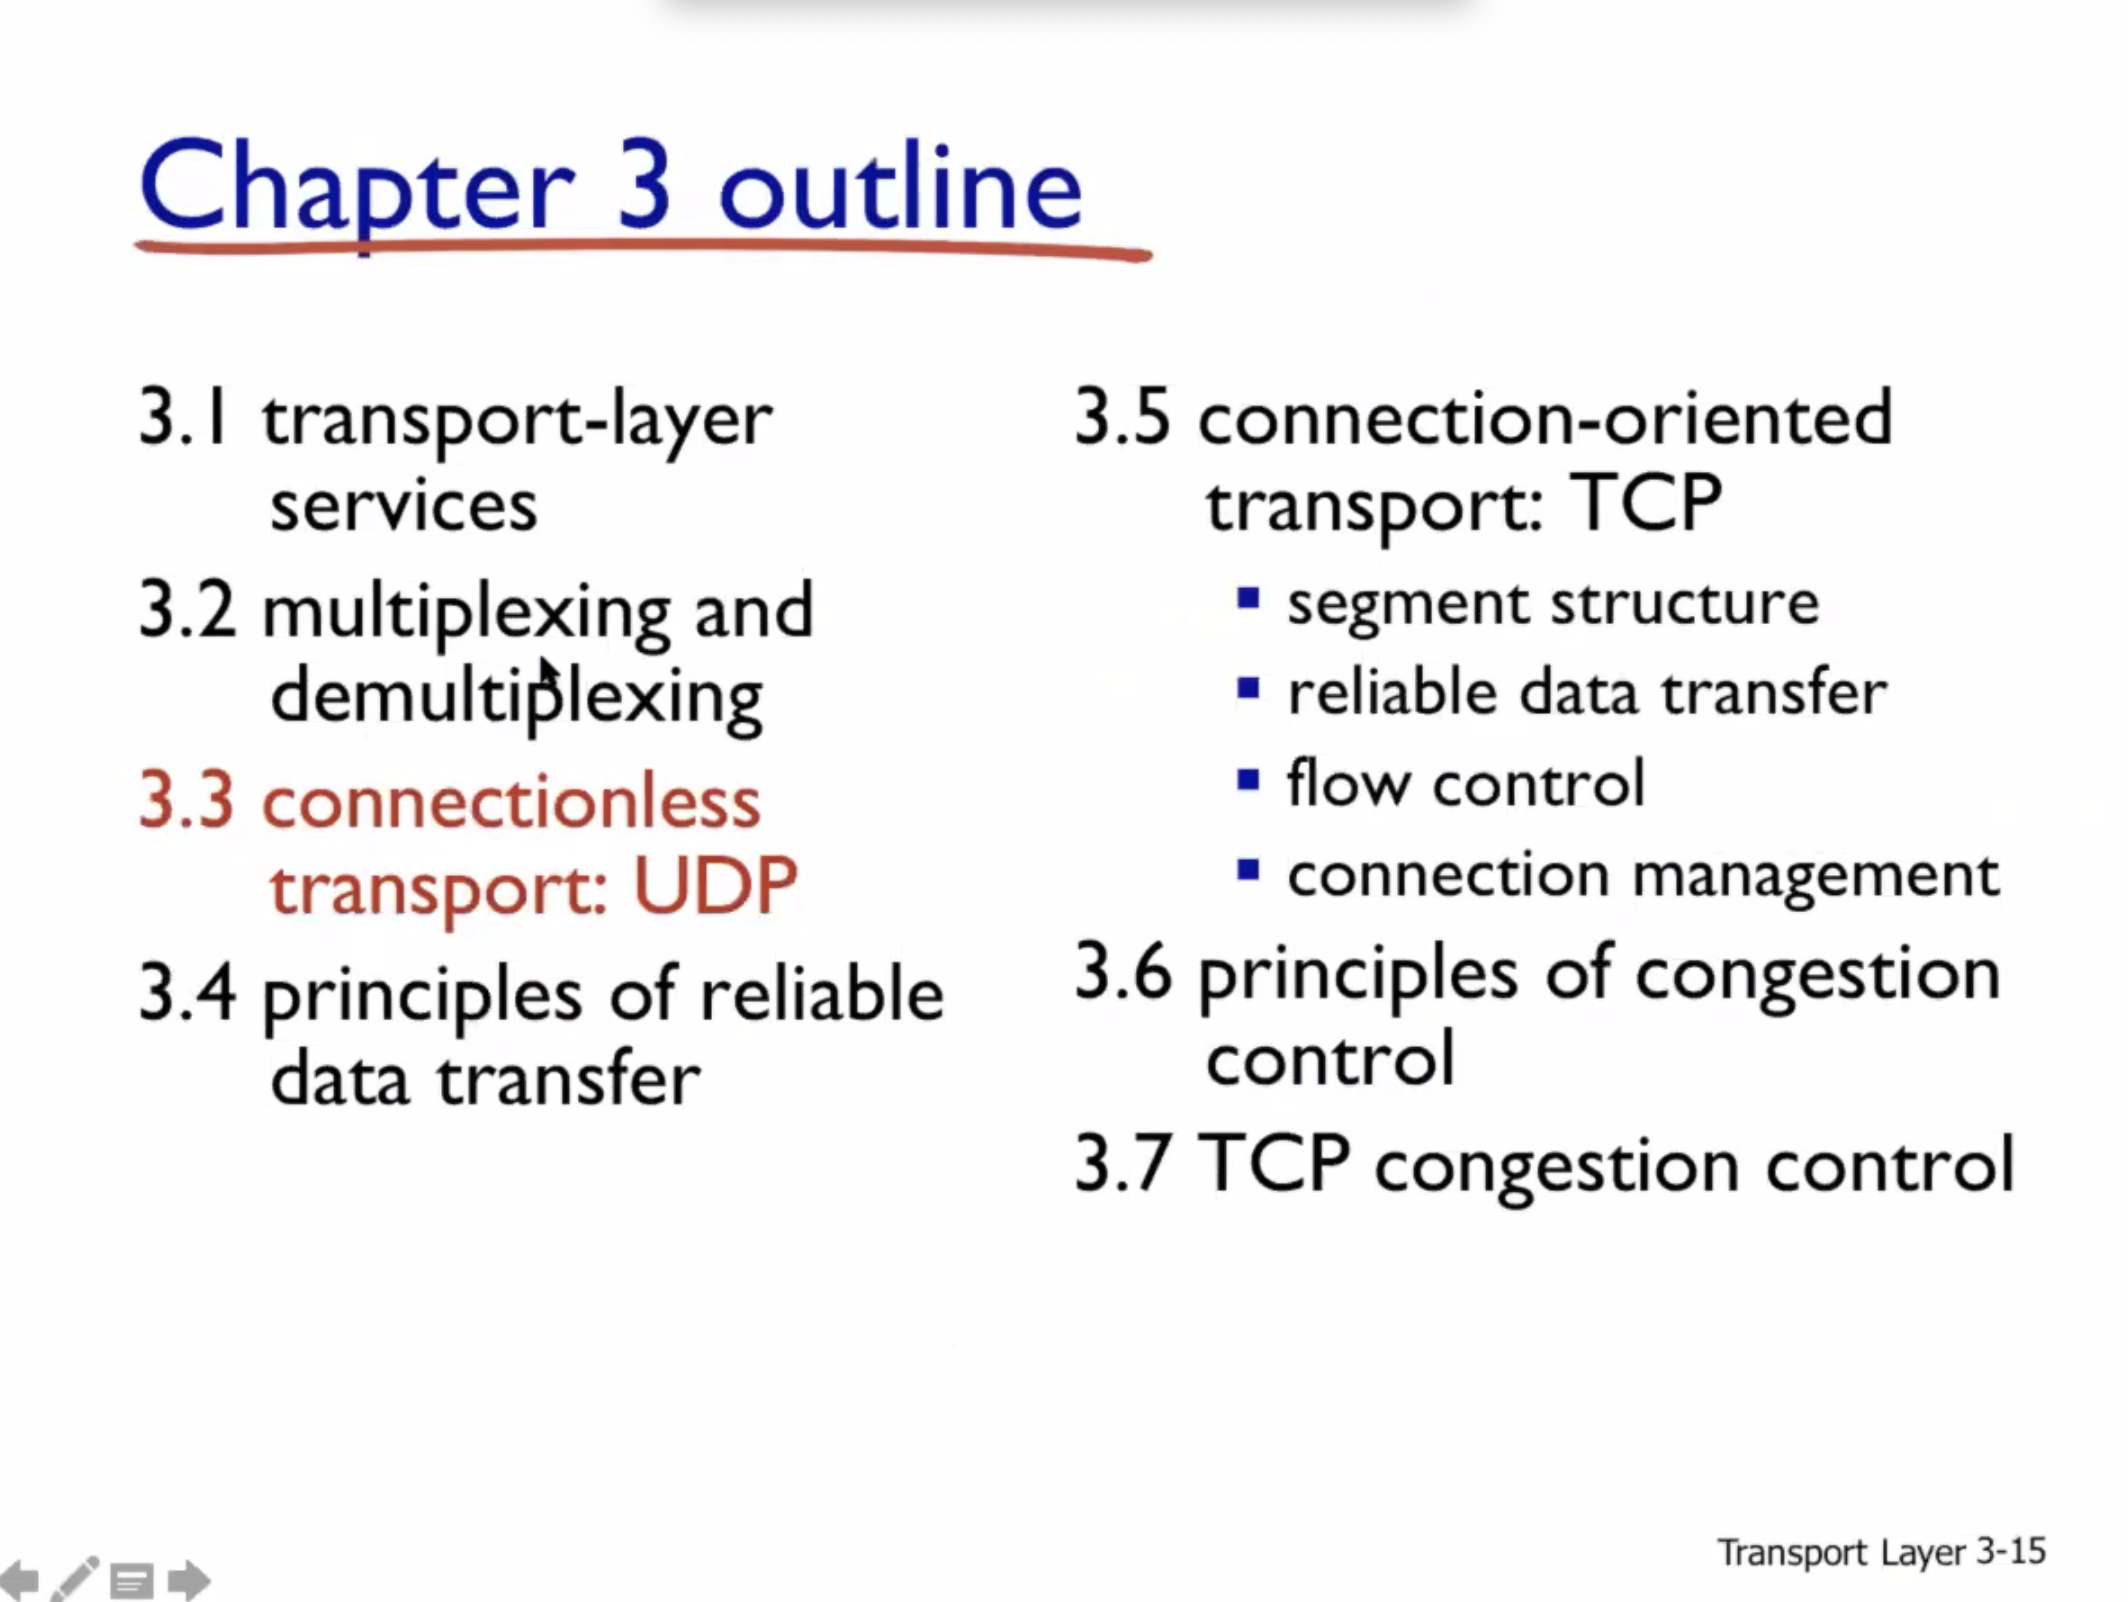 Chapter 3 outline
3.1 transport-layer
services
3.2 multiplexing and
demultiplexing
3.3 connectionless
transport: UDP
3.4 principles of reliable
data transfer
3.5 connection-oriented
transport: TCP
segment structure
reliable data transfer
flow control
connection management
3.6 principles of congestion
control
3.7 TCP congestion control
Transport Layer 3-15